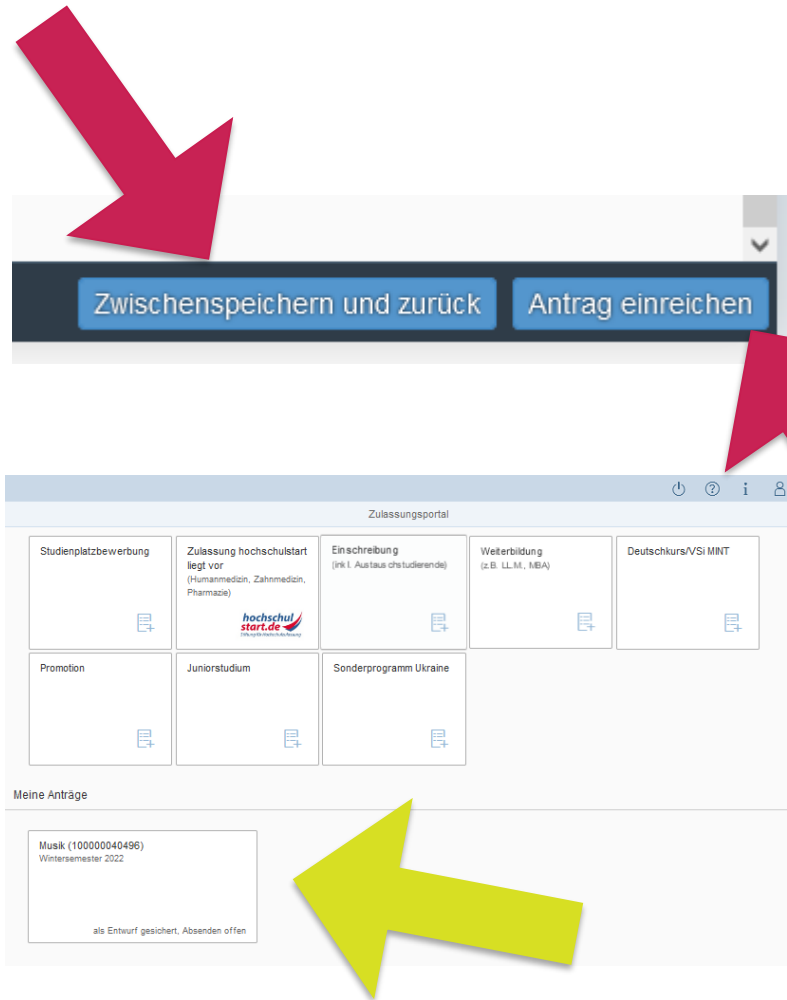 Zwischenspeichern und zurück
Antrag einreichen
Zulassungsportal
Studienplatzbewerbung
Zulassung hochschulstart
liegt vor
(Humanmedizin, Zahnmedizin,
Pharmazie)
hochschul
start.de
Einschreibung
(inkl. Austauschstudierende)
Weiterbildung
(z.B. LL.M., MBA)
Deutschkurs/VSi MINT
Promotion
Juniorstudium
Sonderprogramm Ukraine
Meine Anträge
Musik (100000040496)
Wintersemester 2022
als Entwurf gesichert, Absenden offen